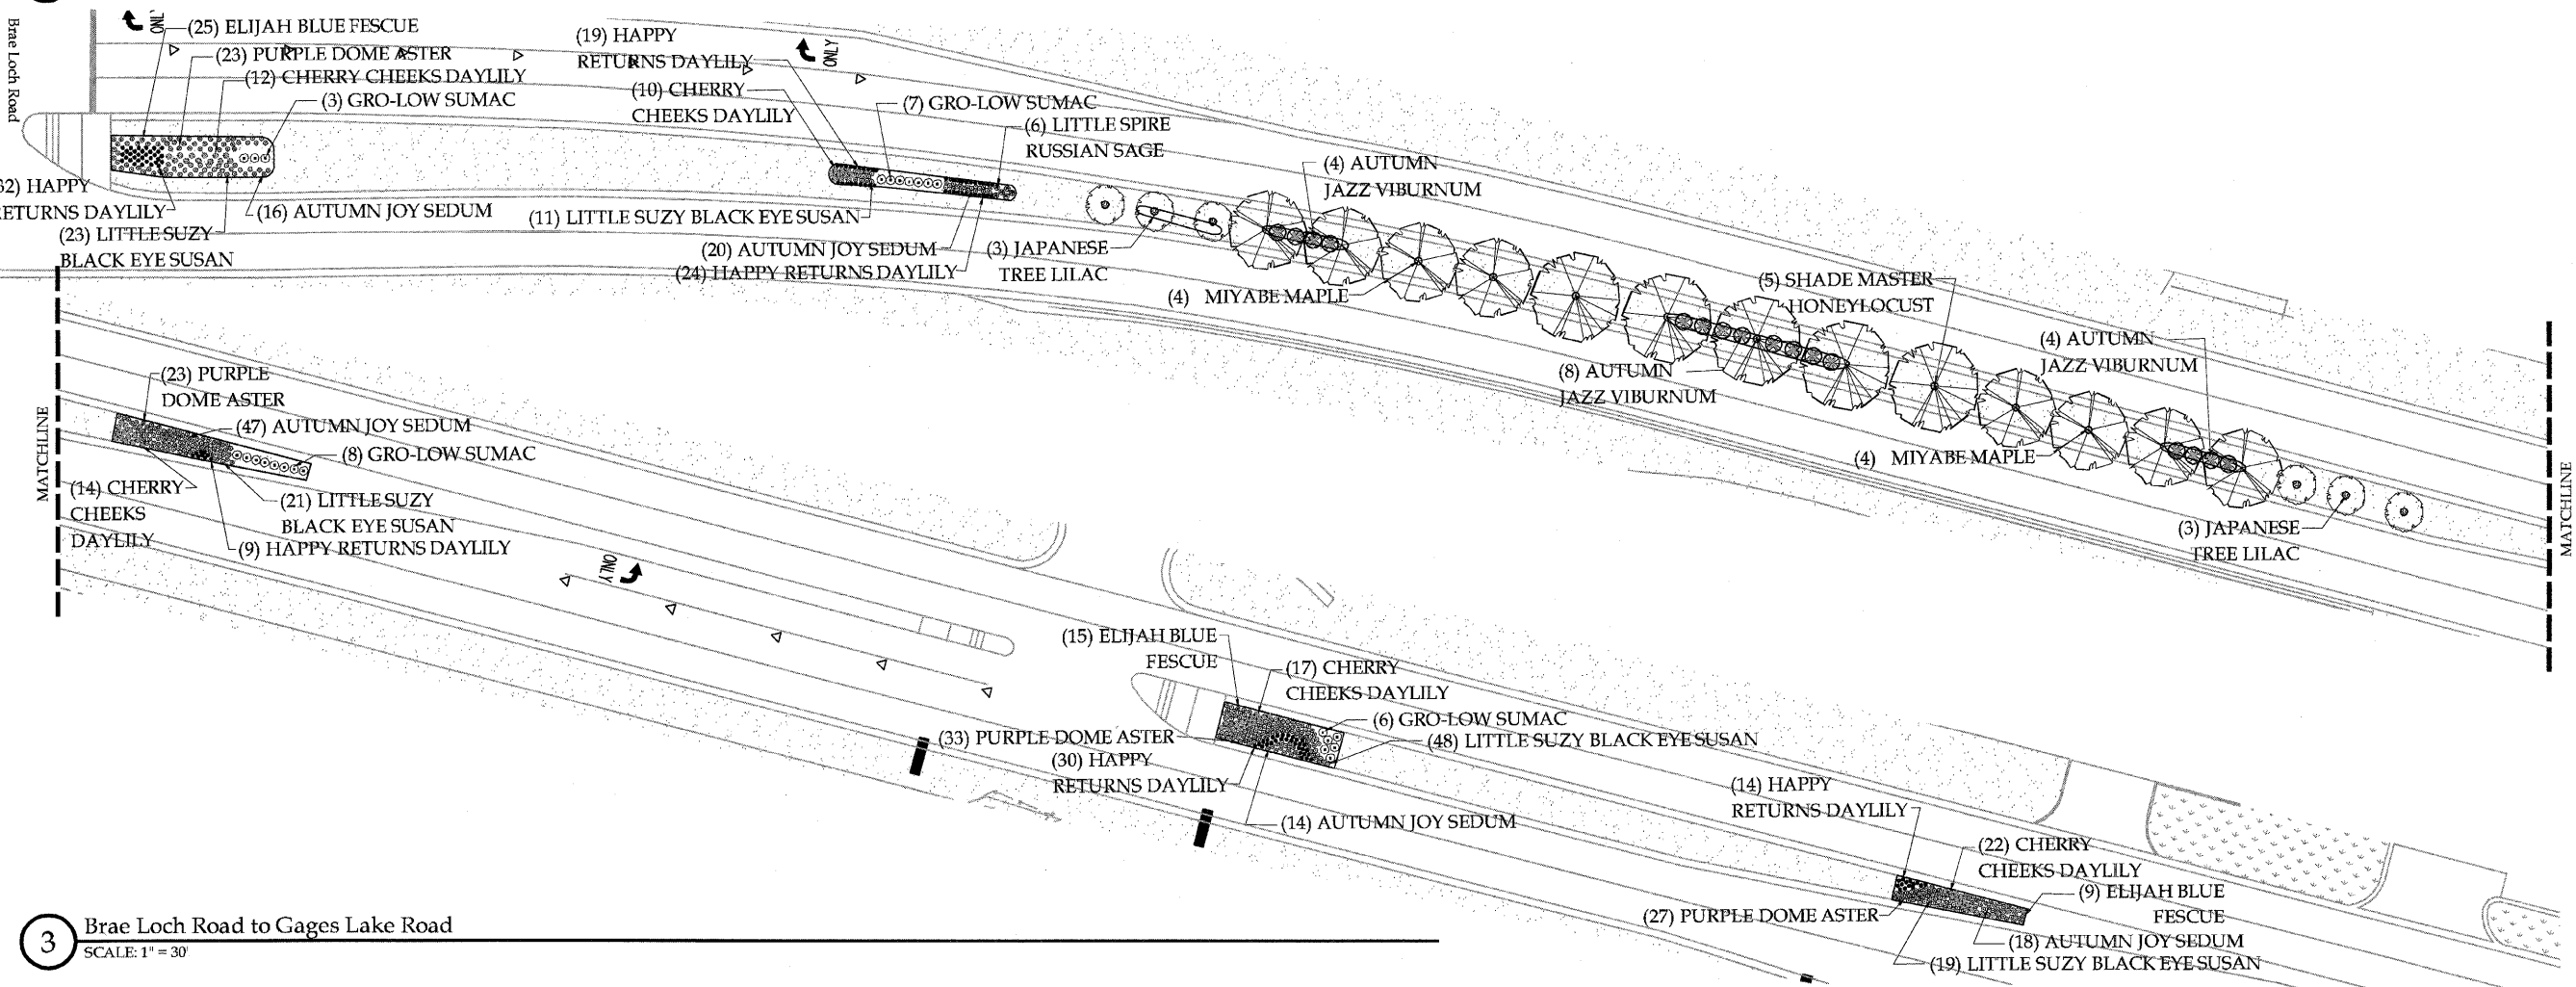 Brae Loch Road
ONLY
(25) ELIJAH BLUE FESCUE
(23) PURPLE DOME ASTER
(12) CHERRY CHEEKS DAYLILY
(3) GRO-LOW SUMAC
(19) HAPPY
RETURNS DAYLILY
ONLY
(10) CHERRY
CHEEKS DAYLILY
(7) GRO-LOW SUMAC
(6) LITTLE SPIRE
RUSSIAN SAGE
(4) AUTUMN
JAZZ VIBURNUM
32) HAPPY
RETURNS DAYLILY
(16) AUTUMN JOY SEDUM
(23) LITTLE SUZY
BLACK EYE SUSAN
(11) LITTLE SUZY BLACK EYE SUSAN
(20) AUTUMN JOY SEDUM
(24) HAPPY RETURNS DAYLILY
(3) JAPANESE
TREE LILAC
(4) MIYABE MAPLE
(5) SHADE MASTER
HONEYLOCUST
(8) AUTUMN
JAZZ VIBURNUM
(4) AUTUMN
JAZZ VIBURNUM
(4) MIYABE MAPLE
(3) JAPANESE
TREE LILAC
MATCHLINE
MATCHLINE
(23) PURPLE
DOME ASTER
(47) AUTUMN JOY SEDUM
(8) GRO-LOW SUMAC
(14) CHERRY
CHEEKS
DAYLILY
(21) LITTLE SUZY
BLACK EYE SUSAN
(9) HAPPY RETURNS DAYLILY
ONLY
(15) ELIJAH BLUE
FESCUE
(17) CHERRY
CHEEKS DAYLILY
(6) GRO-LOW SUMAC
(33) PURPLE DOME ASTER
(48) LITTLE SUZY BLACK EYE SUSAN
(30) HAPPY
RETURNS DAYLILY
(14) AUTUMN JOY SEDUM
(14) HAPPY
RETURNS DAYLILY
(22) CHERRY
CHEEKS DAYLILY
(9) ELIJAH BLUE
FESCUE
(27) PURPLE DOME ASTER
(18) AUTUMN JOY SEDUM
(19) LITTLE SUZY BLACK EYE SUSAN
3
Brae Loch Road to Gages Lake Road
SCALE: 1" = 30'